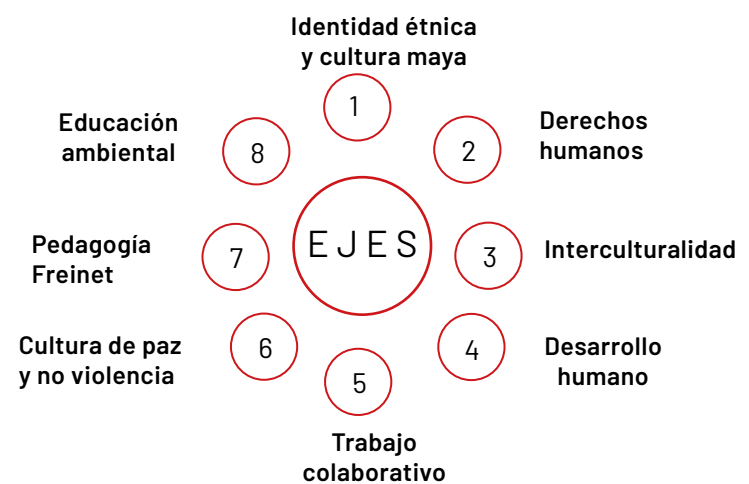 Identidad étnica
y cultura maya
1
Derechos
humanos
2
Interculturalidad
3
Desarrollo
humano
4
Trabajo
colaborativo
5
Cultura de paz
y no violencia
6
Pedagogía
Freinet
7
Educación
ambiental
8
EJES